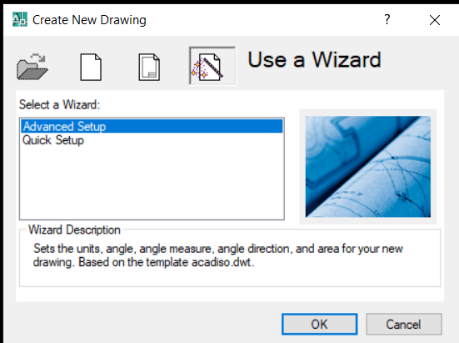 Create New Drawing
?
Use a Wizard
Select a Wizard:
Advanced Setup
Quick Setup
Wizard Description
Sets the units, angle, angle measure, angle direction, and area for your new
drawing. Based on the template acadiso.dwt.
OK
Cancel